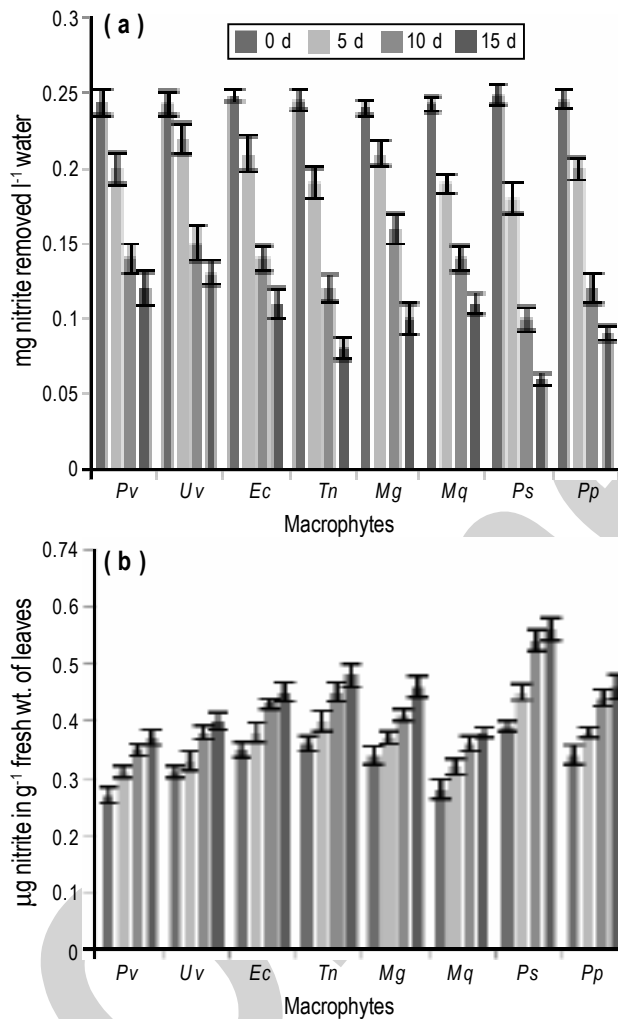 ( a )
0 d 5 d 10 d 15 d
0.3
0.25
0.2
0.15
0.1
0.05
0
mg nitrite removed l⁻¹ water
Pv Uv Ec Tn Mg Mq Ps Pp
Macrophytes
( b )
0.74
0.6
0.5
0.4
0.3
0.2
0.1
0
µg nitrite in g⁻¹ fresh wt. of leaves
Pv Uv Ec Tn Mg Mq Ps Pp
Macrophytes